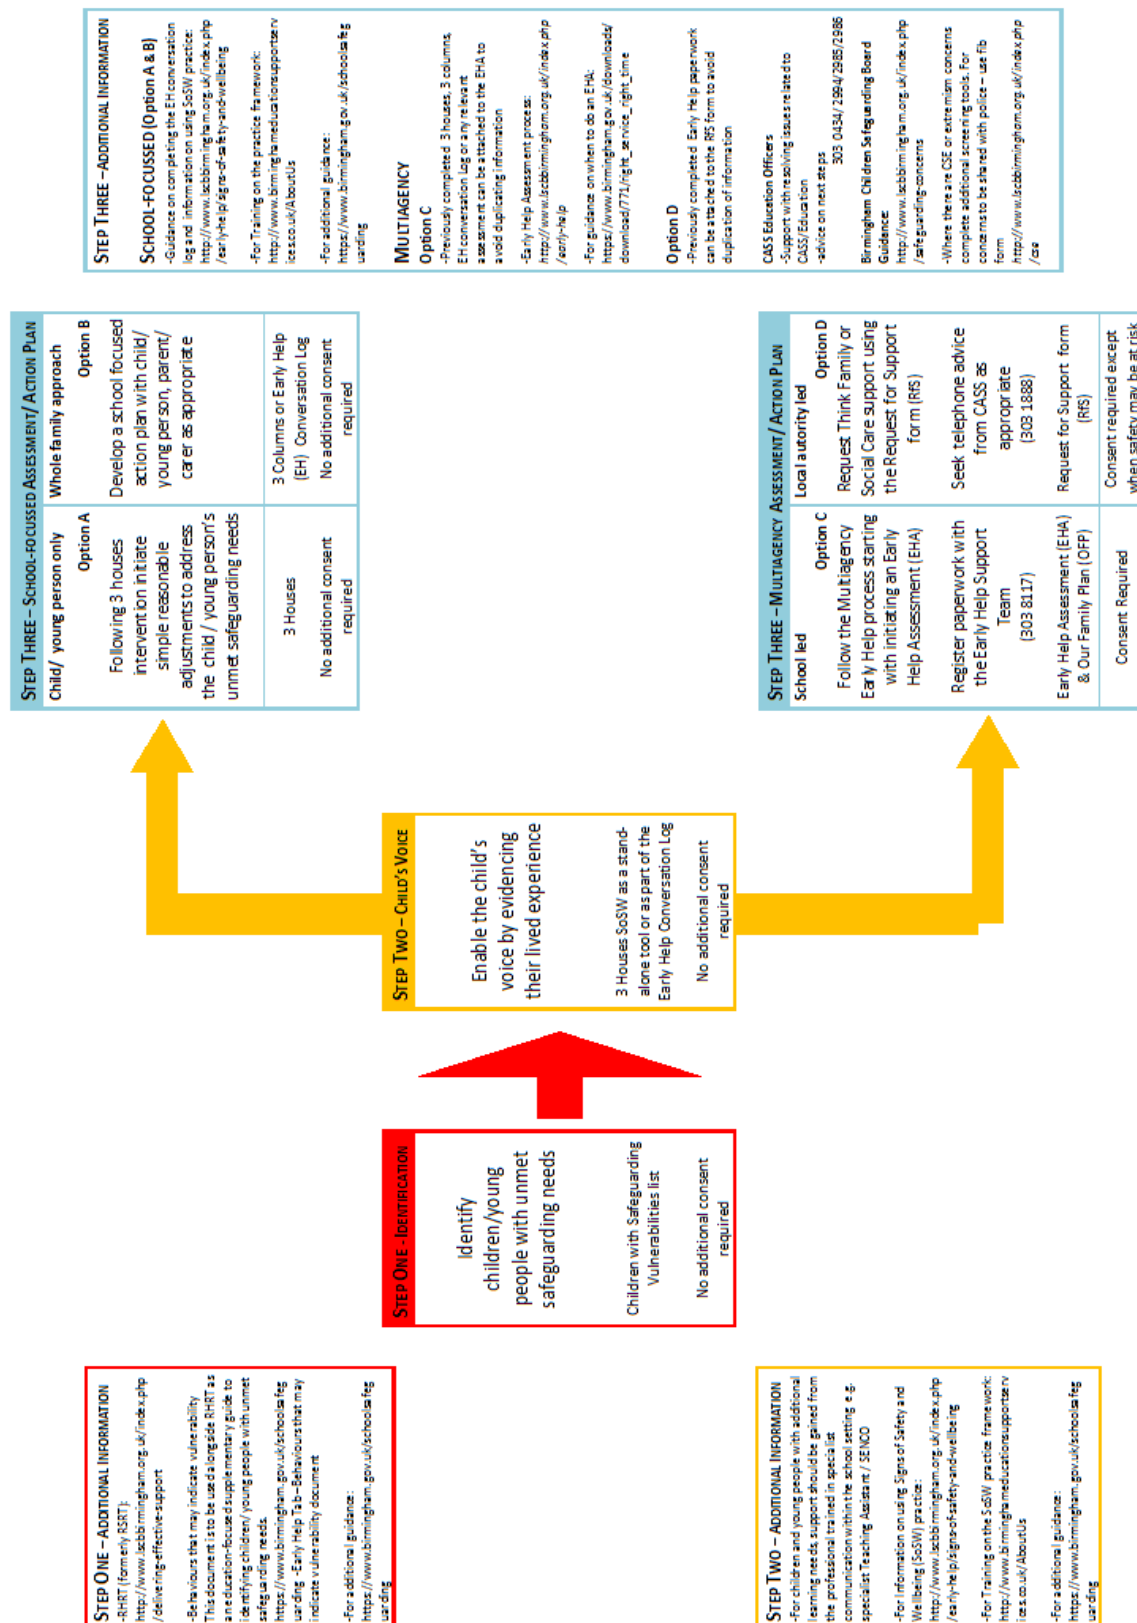 STEP ONE – ADDITIONAL INFORMATION
-RHRT (formerly RSRT):
http://www.lscbbirmingham.org.uk/index.php
/delivering-effective-support
-Behaviours that may indicate vulnerability
This document is to be used alongside RHRT as
an education-focused supplementary guide to
identifying children/ young people with unmet
safeguarding needs.
https://www.birmingham.gov.uk/schoolsafeg
uarding -Early Help Tab–Behaviours that may
indicate vulnerability document
-For additional guidance:
https://www.birmingham.gov.uk/schoolsafeg
uarding
STEP TWO – ADDITIONAL INFORMATION
-For children and young people with additional
learning needs, support should be gained from
the professional trained in specialist
communication within the school setting e.g.
specialist Teaching Assistant / SENCO
-For Information on using Signs of Safety and
Wellbeing (SoSW) practice:
http://www.lscbbirmingham.org.uk/index.php
/early-help/signs-of-safety-and-wellbeing
-For Training on the SoSW practice framework:
http://www.birminghameducationsupportserv
ices.co.uk/AboutUs
-For additional guidance:
https://www.birmingham.gov.uk/schoolsafeg
uarding
STEP ONE - IDENTIFICATION
Identify
children/young
people with unmet
safeguarding needs
Children with Safeguarding
Vulnerabilities list
No additional consent
required
STEP TWO – CHILD'S VOICE
Enable the child's
voice by evidencing
their lived experience
3 Houses SoSW as a stand-
alone tool or as part of the
Early Help Conversation Log
No additional consent
required
STEP THREE – SCHOOL-FOCUSSED ASSESSMENT/ ACTION PLAN
Child/ young person only
Option A
Following 3 houses
intervention initiate
simple reasonable
adjustments to address
the child / young person's
unmet safeguarding needs
3 Houses
No additional consent
required
Whole family approach
Option B
Develop a school focused
action plan with child/
young person, parent/
carer as appropriate
3 Columns or Early Help
(EH) Conversation Log
No additional consent
required
STEP THREE – MULTIAGENCY ASSESSMENT/ ACTION PLAN
School led
Option C
Follow the Multiagency
Early Help process starting
with initiating an Early
Help Assessment (EHA)
Register paperwork with
the Early Help Support
Team
(303 8117)
Early Help Assessment (EHA)
& Our Family Plan (OFP)
Consent Required
Local autority led
Option D
Request Think Family or
Social Care support using
the Request for Support
form (RfS)
Seek telephone advice
from CASS as
appropriate
(303 1888)
Request for Support form
(RfS)
Consent required except
when safety may be at risk
STEP THREE – ADDITIONAL INFORMATION
SCHOOL-FOCUSSED (Option A & B)
-Guidance on completing the EH conversation
log and information on using SoSW practice:
http://www.lscbbirmingham.org.uk/index.php
/early-help/signs-of-safety-and-wellbeing
-For Training on the practice framework:
http://www.birminghameducationsupportserv
ices.co.uk/AboutUs
-For additional guidance:
https://www.birmingham.gov.uk/schoolsafeg
uarding
MULTIAGENCY
Option C
-Previously completed 3 houses, 3 columns,
EH conversation Log or any relevant
assessment can be attached to the EHA to
avoid duplicating information
-Early Help Assessment process:
http://www.lscbbirmingham.org.uk/index.php
/early-help
-For guidance on when to do an EHA:
https://www.birmingham.gov.uk/downloads/
download/771/right_service_right_time
Option D
-Previously completed Early Help paperwork
can be attached to the RfS form to avoid
duplication of information
CASS Education Officers
-Support with resolving issues related to
CASS/Education
-advice on next steps
303 0434/ 2994/2985/2986
Birmingham Children Safeguarding Board
Guidance:
http://www.lscbbirmingham.org.uk/index.php
/safeguarding-concerns
-Where there are CSE or extremism concerns
complete additional screening tools. For
concerns to be shared with police – use fib
form
http://www.lscbbirmingham.org.uk/index.php
/cse